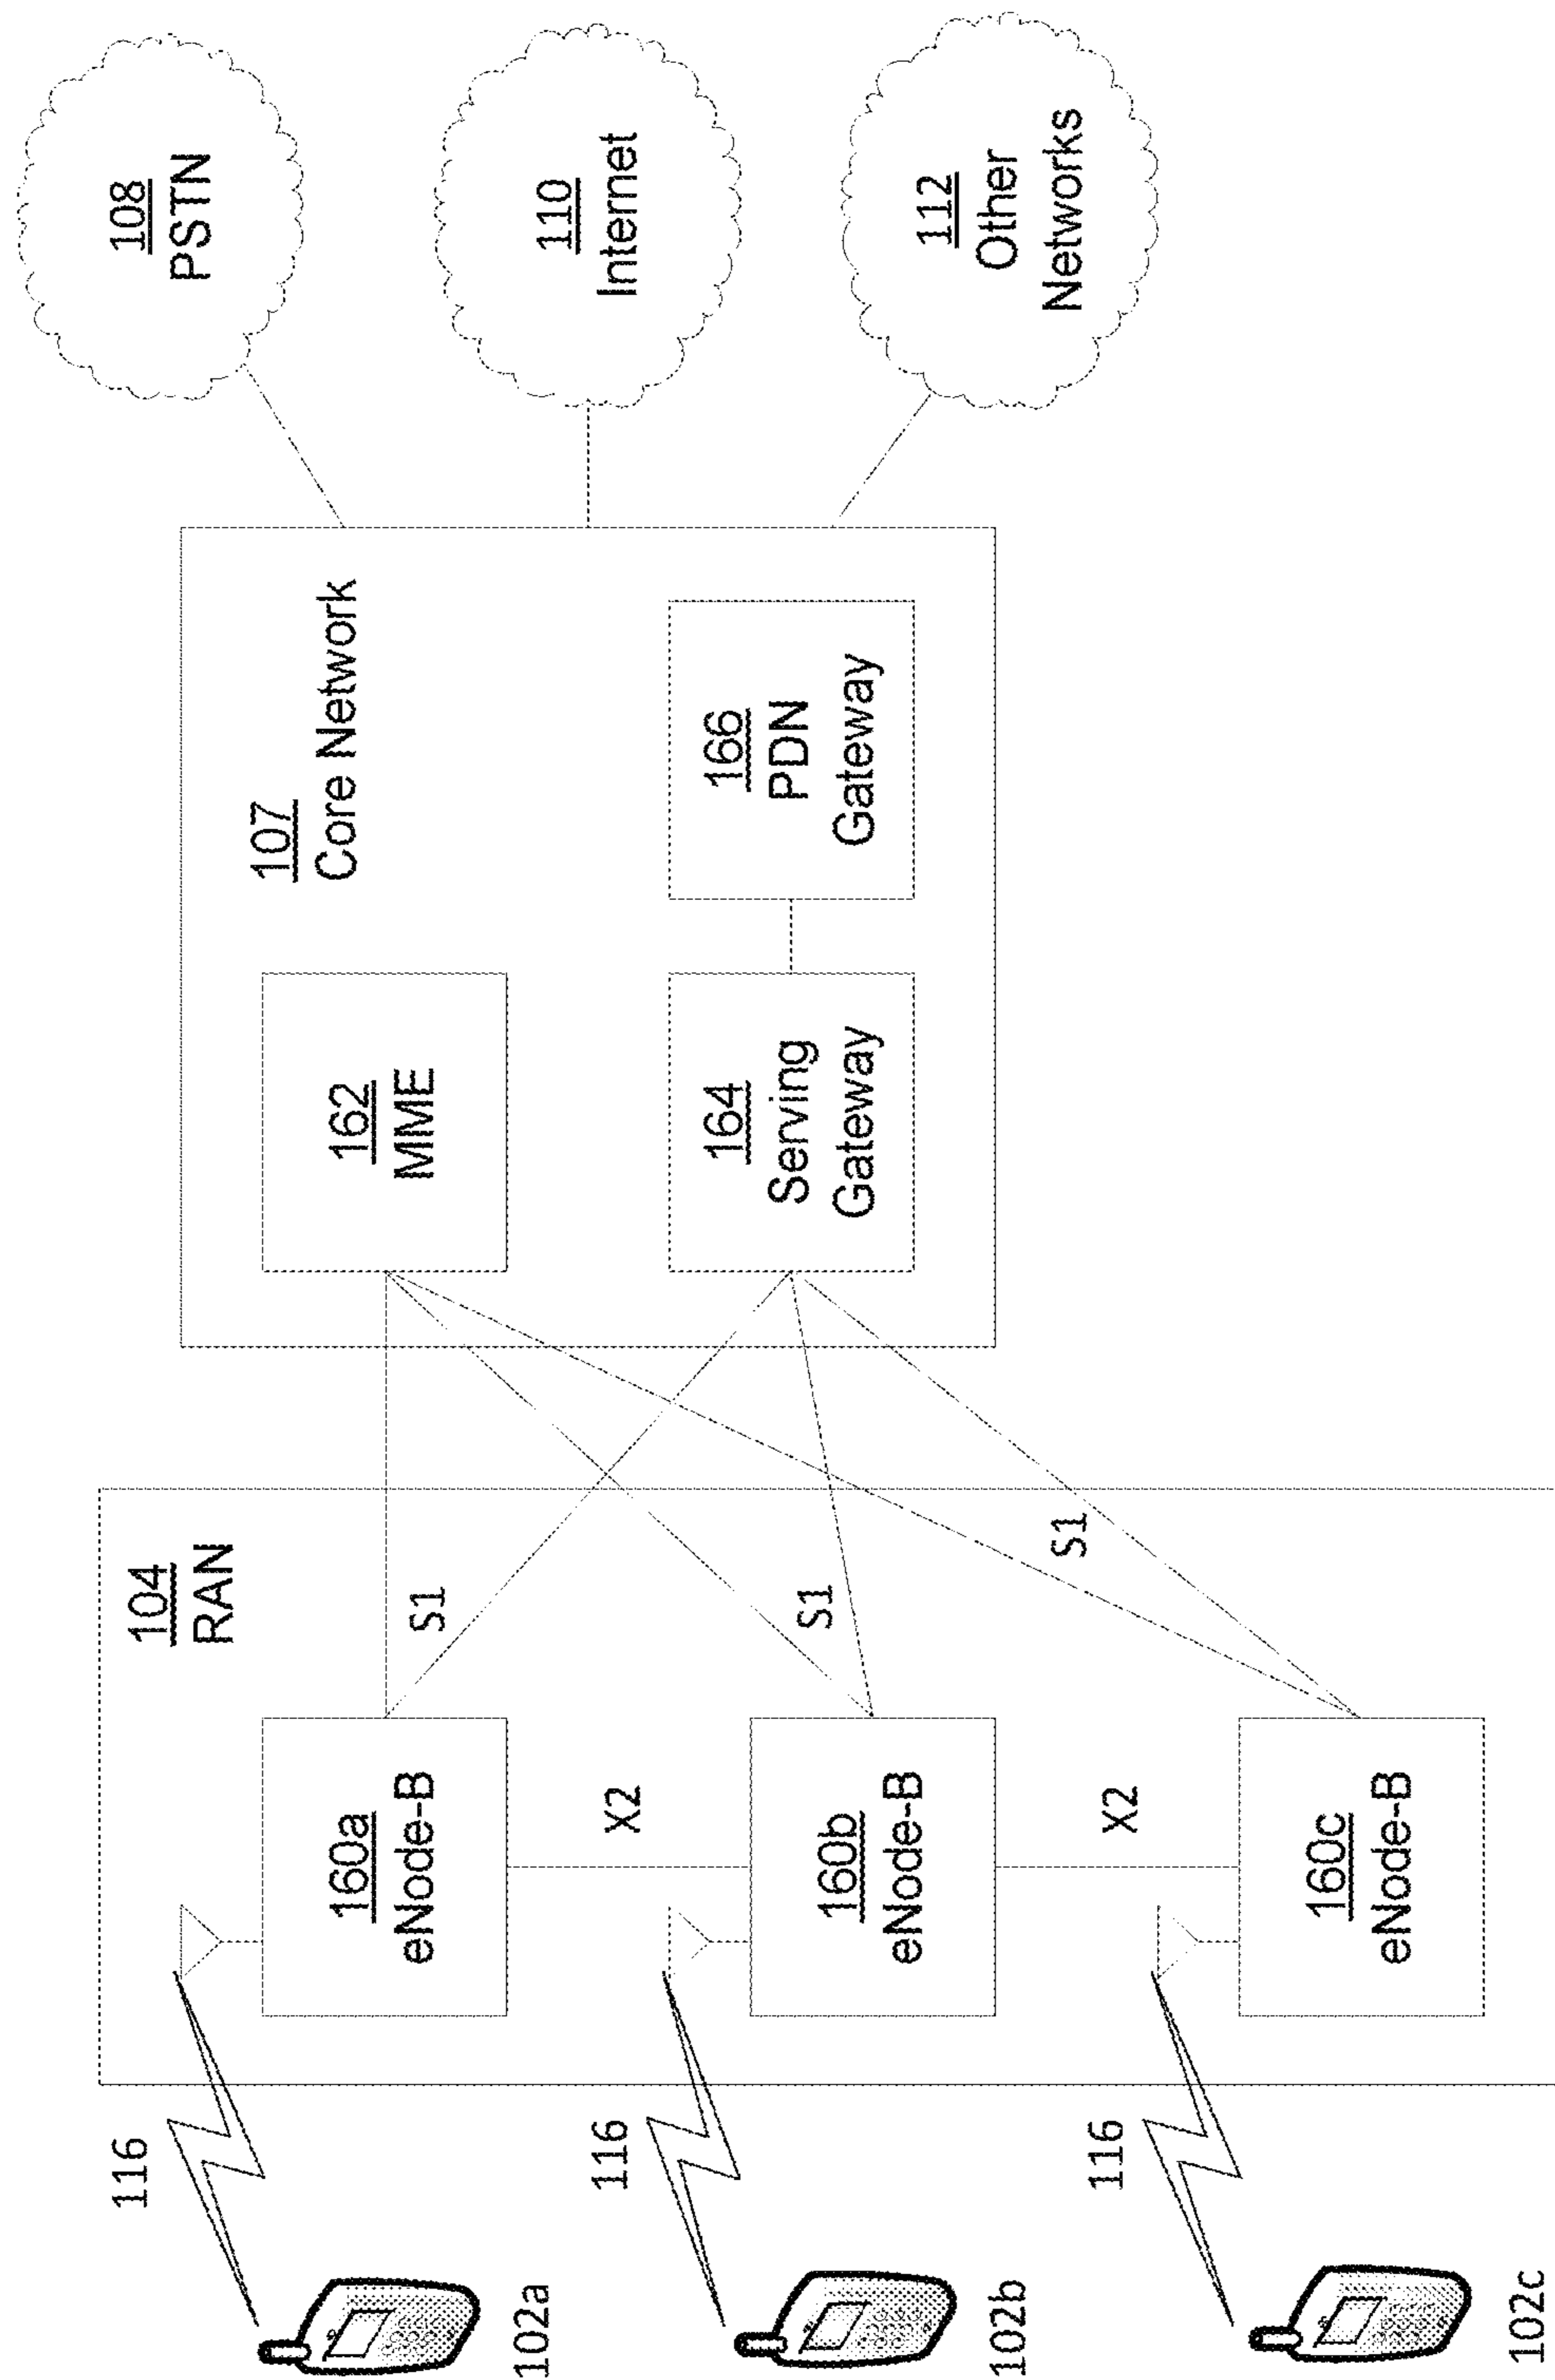 116
102a
116
102b
116
102c
104
RAN
160a
eNode-B
X2
160b
eNode-B
X2
160c
eNode-B
S1
S1
S1
107
Core Network
162
MME
164
Serving
Gateway
166
PDN
Gateway
108
PSTN
110
Internet
112
Other
Networks